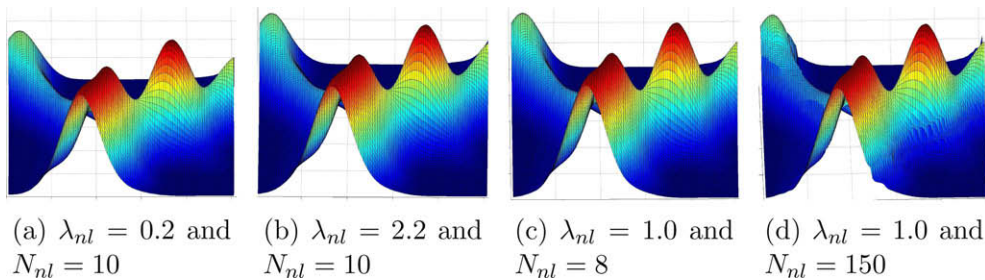 (a) λnl = 0.2 and
Nnl = 10
(b) λnl = 2.2 and
Nnl = 10
(c) λnl = 1.0 and
Nnl = 8
(d) λnl = 1.0 and
Nnl = 150